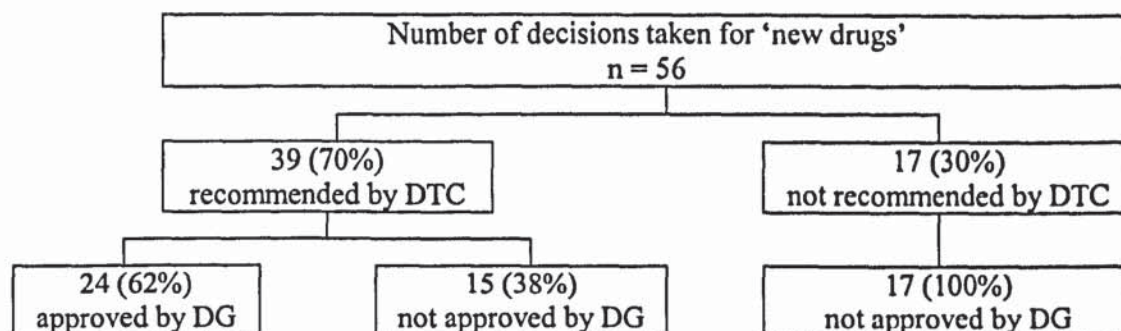 Number of decisions taken for ‘new drugs’
n = 56
39 (70%)
recommended by DTC
17 (30%)
not recommended by DTC
24 (62%)
approved by DG
15 (38%)
not approved by DG
17 (100%)
not approved by DG